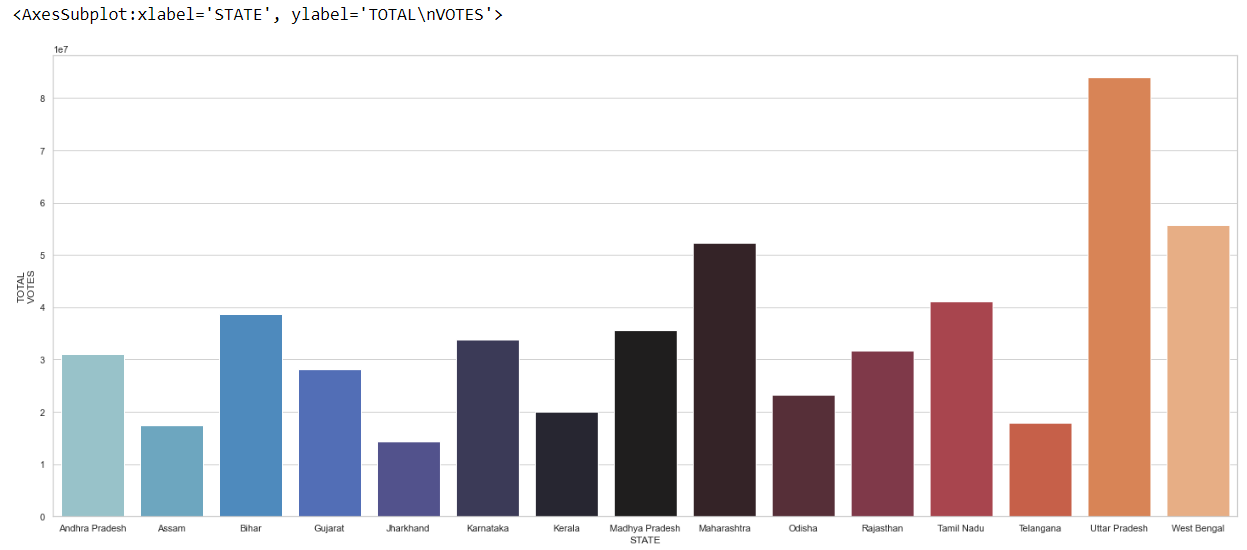 <AxesSubplot:xlabel='STATE', ylabel='TOTAL\nVOTES'>
1e7
8
7
6
5
4
3
2
1
0
TOTAL
VOTES
Andhra Pradesh Assam Bihar Gujarat Jharkhand Karnataka Kerala Madhya Pradesh Maharashtra Odisha Rajasthan Tamil Nadu Telangana Uttar Pradesh West Bengal
STATE